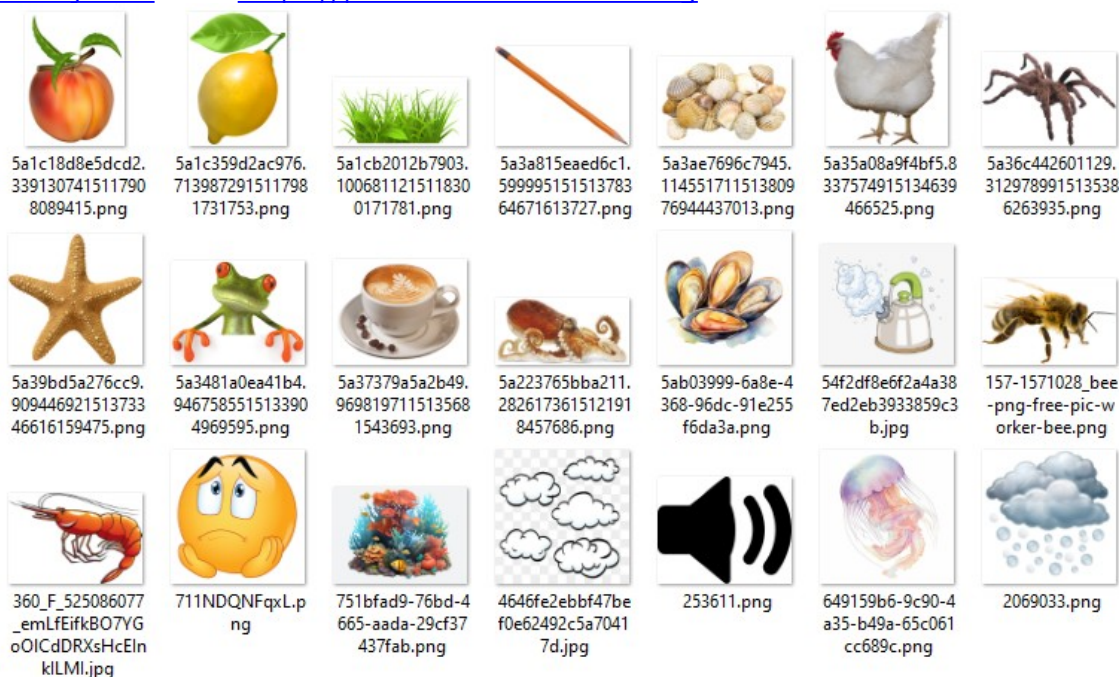 5a1c18d8e5dcd2.
339130741511790
8089415.png
5a1c359d2ac976.
713987291511798
1731753.png
5a1cb2012b7903.
100681121511830
0171781.png
5a3a815eaed6c1.
599995151513783
64671613727.png
5a3ae7696c7945.
114551711513809
76944437013.png
5a35a08a9f4bf5.8
337574915134639
466525.png
5a36c442601129.
312978991513538
6263935.png
5a39bd5a276cc9.
909446921513733
46616159475.png
5a3481a0ea41b4.
946758551513390
4969595.png
5a37379a5a2b49.
969819711513568
1543693.png
5a223765bba211.
282617361512191
8457686.png
5ab03999-6a8e-4
368-96dc-91e255
f6da3a.png
54f2df8e6f2a4a38
7ed2eb3933859c3
b.jpg
157-1571028_bee
-png-free-pic-w
orker-bee.png
360_F_525086077
_emLfEifkBO7YG
oOICdDRXsHcEIn
kILMI.jpg
711NDQNFqxL.p
ng
751bfad9-76bd-4
665-aada-29cf37
437fab.png
4646fe2ebbf47be
f0e62492c5a7041
7d.jpg
253611.png
649159b6-9c90-4
a35-b49a-65c061
cc689c.png
2069033.png